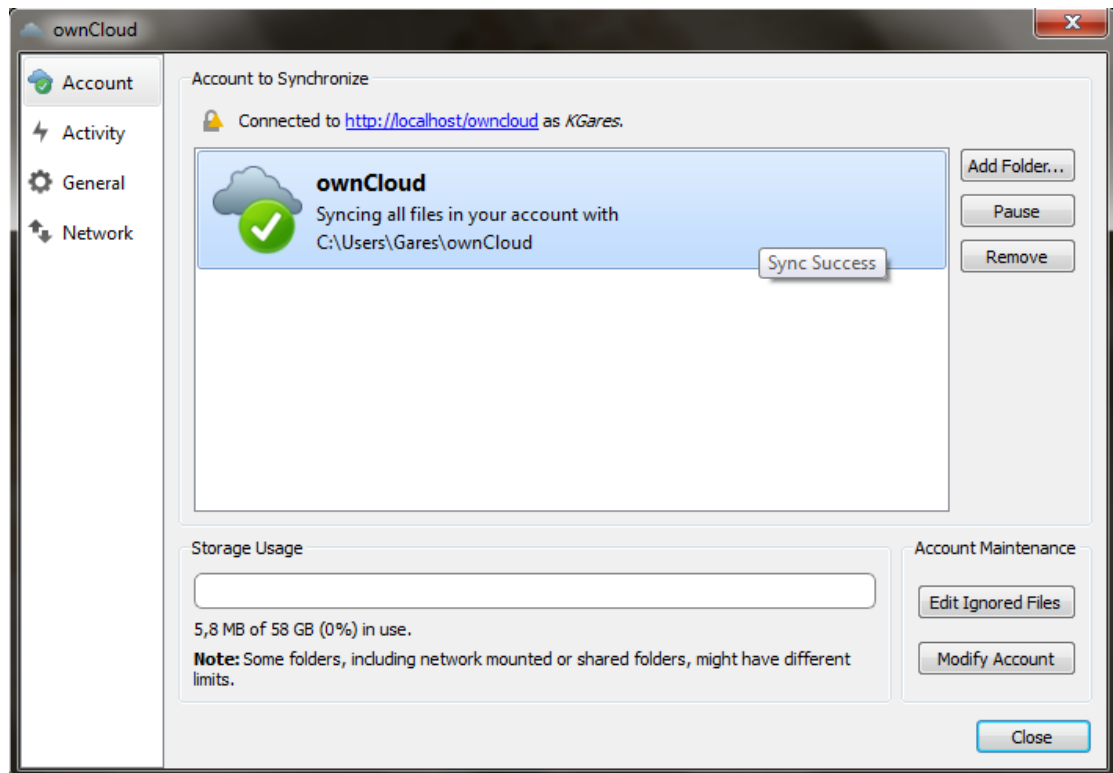 ownCloud
Account
Activity
General
Network
Account to Synchronize
Connected to http://localhost/owncloud as KGares.
ownCloud
Syncing all files in your account with
C:\Users\Gares\ownCloud
Sync Success
Add Folder...
Pause
Remove
Storage Usage
5,8 MB of 58 GB (0%) in use.
Note: Some folders, including network mounted or shared folders, might have different
limits.
Account Maintenance
Edit Ignored Files
Modify Account
Close